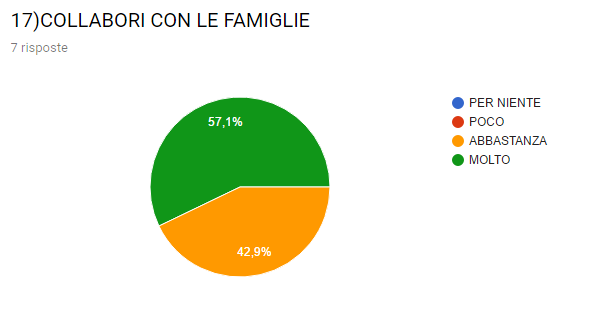 17)COLLABORI CON LE FAMIGLIE
7 risposte
57,1%
42,9%
PER NIENTE
POCO
ABBASTANZA
MOLTO